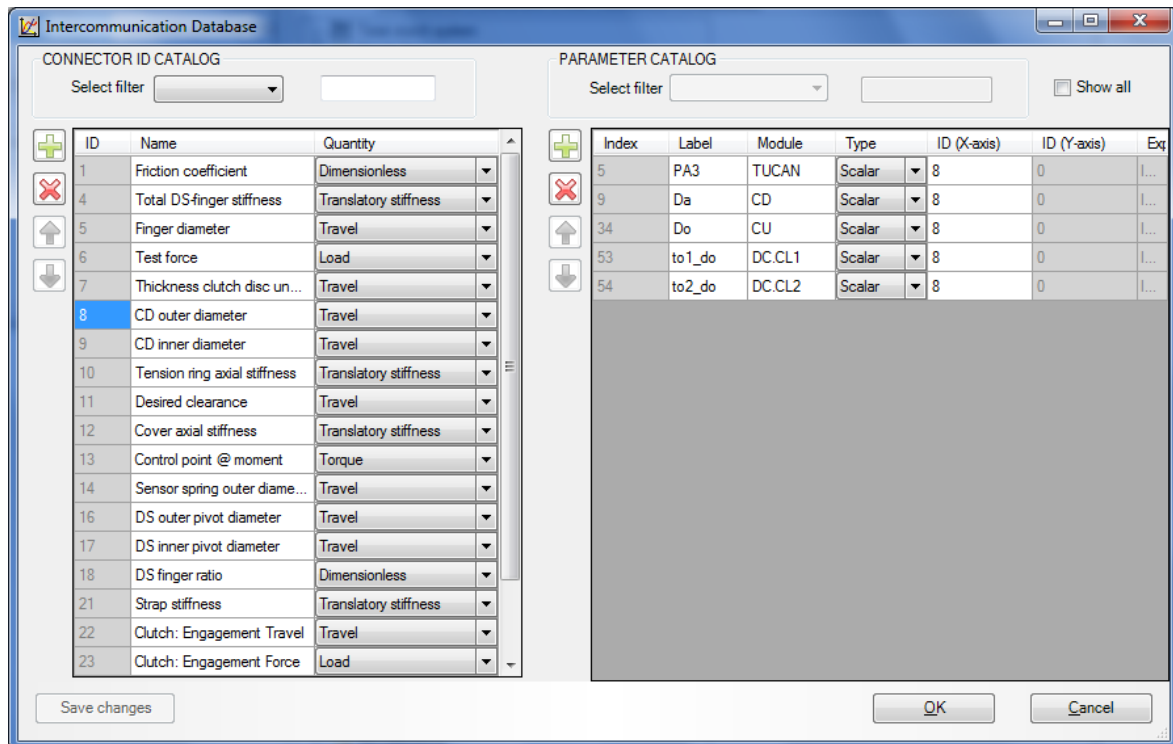 Intercommunication Database
CONNECTOR ID CATALOG
Select filter
PARAMETER CATALOG
Select filter
Show all
ID Name Quantity
1 Friction coefficient Dimensionless
4 Total DS-finger stiffness Translatory stiffness
5 Finger diameter Travel
6 Test force Load
7 Thickness clutch disc un... Travel
8 CD outer diameter Travel
9 CD inner diameter Travel
10 Tension ring axial stiffness Translatory stiffness
11 Desired clearance Travel
12 Cover axial stiffness Translatory stiffness
13 Control point @ moment Torque
14 Sensor spring outer diame... Travel
16 DS outer pivot diameter Travel
17 DS inner pivot diameter Travel
18 DS finger ratio Dimensionless
21 Strap stiffness Translatory stiffness
22 Clutch: Engagement Travel Travel
23 Clutch: Engagement Force Load
Index Label Module Type ID (X-axis) ID (Y-axis) Exp
5 PA3 TUCAN Scalar 8 0 I...
9 Da CD Scalar 8 0 I...
34 Do CU Scalar 8 0 I...
53 to1_do DC.CL1 Scalar 8 0 I...
54 to2_do DC.CL2 Scalar 8 0 I...
Save changes
OK
Cancel